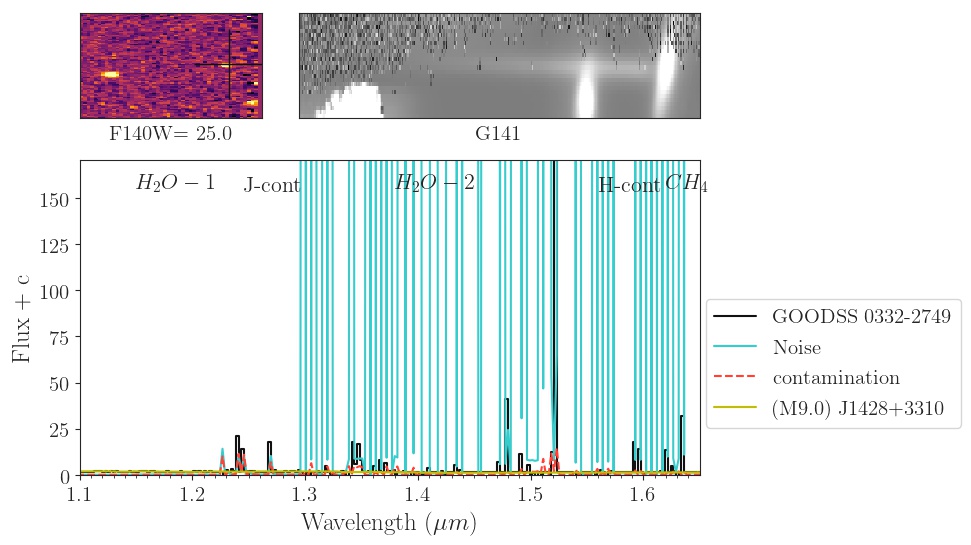 F140W= 25.0
G141
H₂O − 1
J-cont
H₂O − 2
H-cont
CH₄
150
125
100
75
50
25
0
Flux + c
1.1 1.2 1.3 1.4 1.5 1.6
Wavelength (μm)
GOODSS 0332-2749
Noise
contamination
(M9.0) J1428+3310